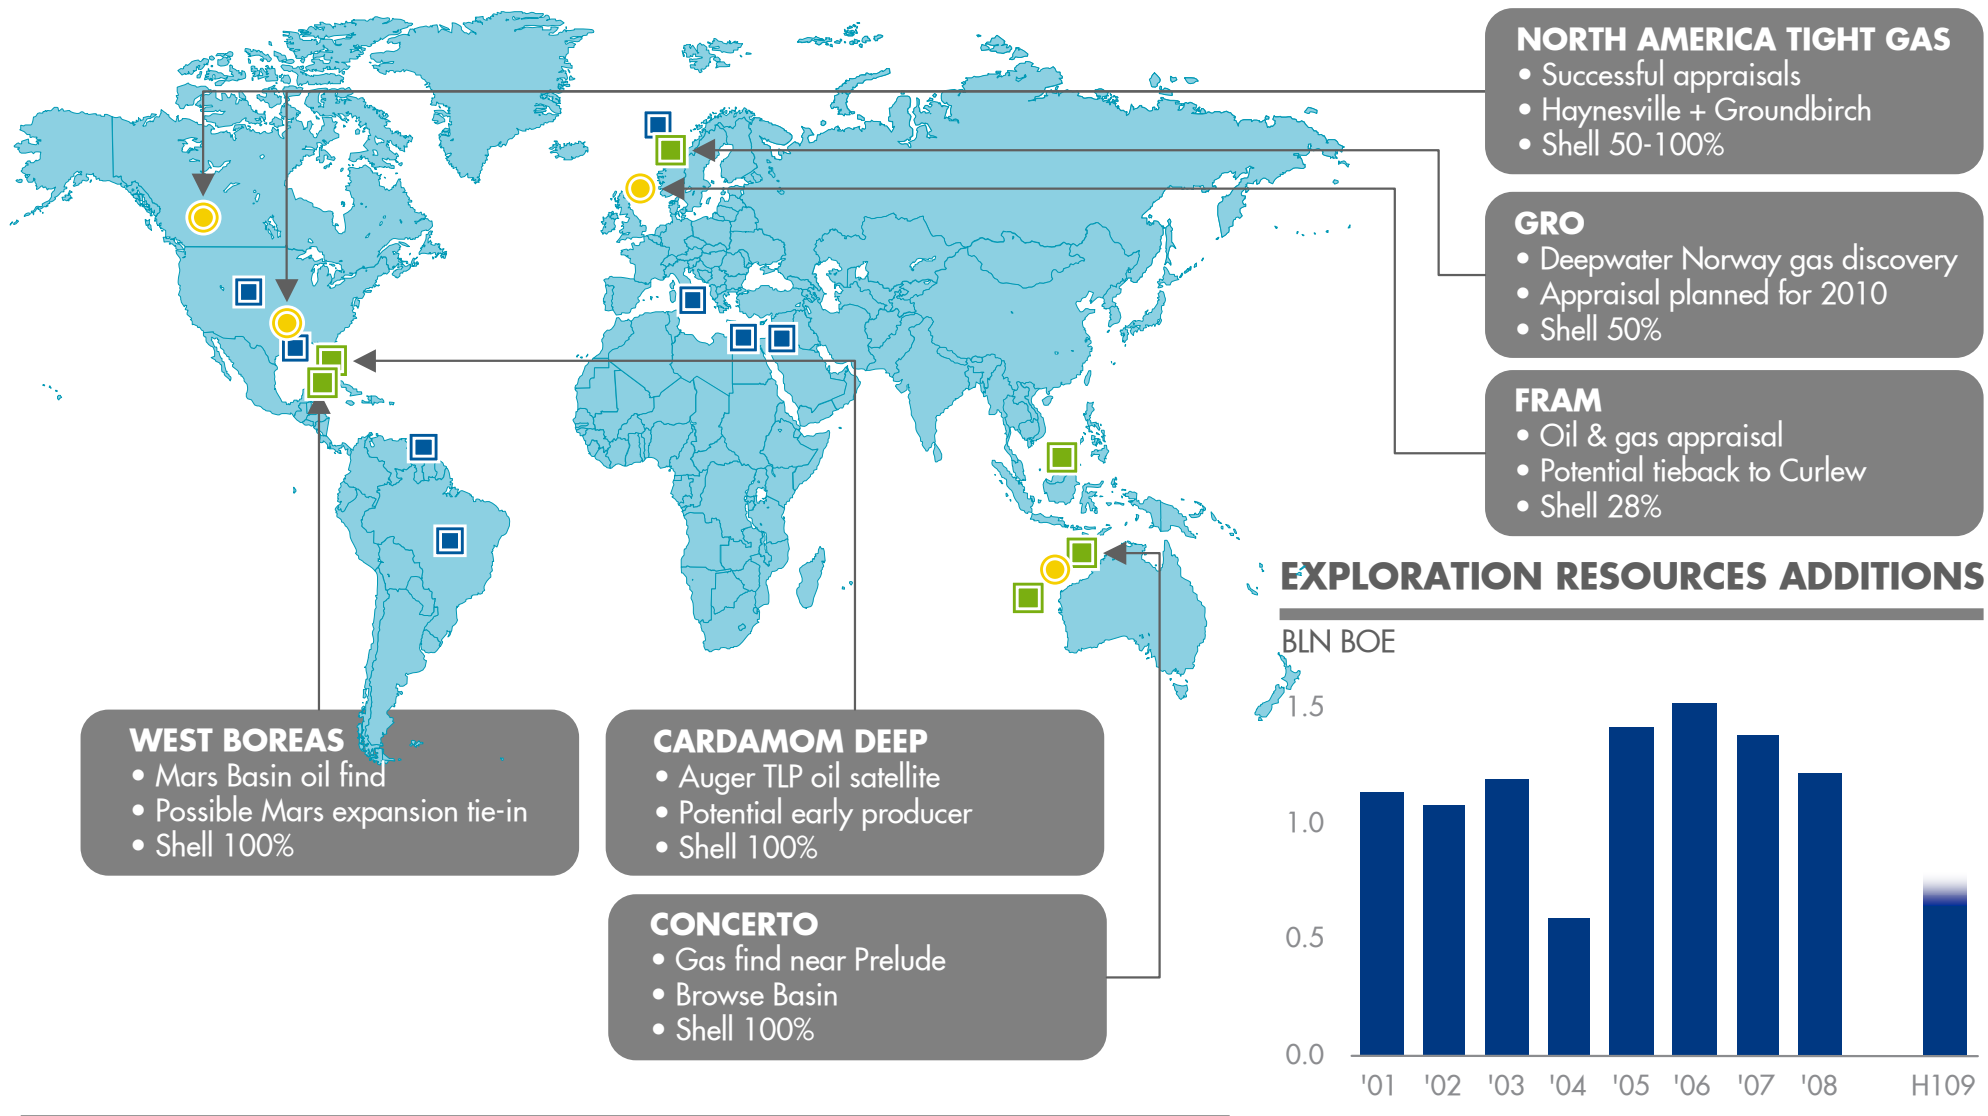 NORTH AMERICA TIGHT GAS
• Successful appraisals
• Haynesville + Groundbirch
• Shell 50-100%
GRO
• Deepwater Norway gas discovery
• Appraisal planned for 2010
• Shell 50%
FRAM
• Oil & gas appraisal
• Potential tieback to Curlew
• Shell 28%
WEST BOREAS
• Mars Basin oil find
• Possible Mars expansion tie-in
• Shell 100%
CARDAMOM DEEP
• Auger TLP oil satellite
• Potential early producer
• Shell 100%
CONCERTO
• Gas find near Prelude
• Browse Basin
• Shell 100%
EXPLORATION RESOURCES ADDITIONS
BLN BOE
1.5
1.0
0.5
0.0
'01 '02 '03 '04 '05 '06 '07 '08 H109